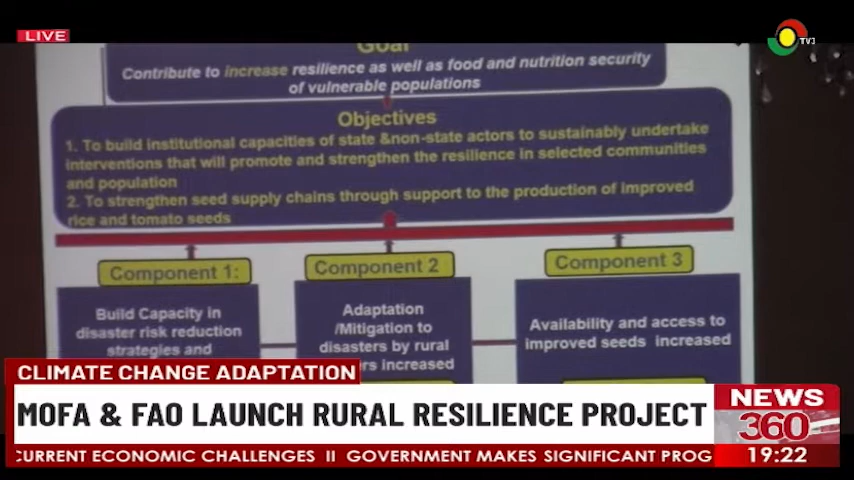 LIVE
TV3
Goal
Contribute to increase resilience as well as food and nutrition security
of vulnerable populations
Objectives
1. To build institutional capacities of state &non-state actors to sustainably undertake
interventions that will promote and strengthen the resilience in selected communities
and population
2. To strengthen seed supply chains through support to the production of improved
rice and tomato seeds
Component 1:
Component 2
Component 3
Build Capacity in
disaster risk reduction
strategies and
Adaptation
/Mitigation to
disasters by rural
increased
Availability and access to
improved seeds increased
CLIMATE CHANGE ADAPTATION
MOFA & FAO LAUNCH RURAL RESILIENCE PROJECT
NEWS
360
CURRENT ECONOMIC CHALLENGES II GOVERNMENT MAKES SIGNIFICANT PROG
19:22